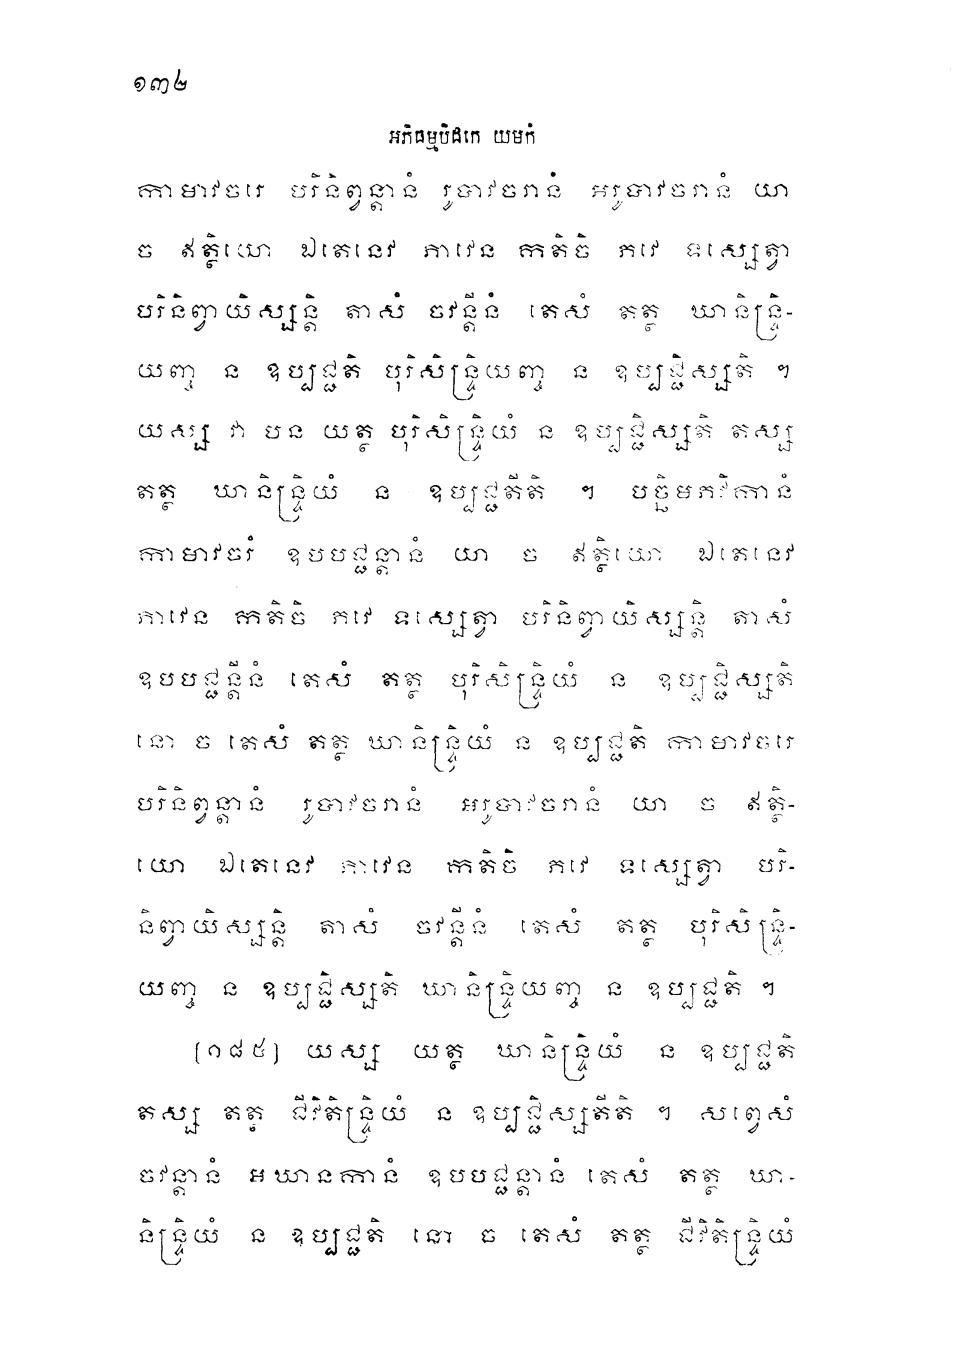 ១៣២
អភិធម្មបិដកេ យមកំ
កាមាវចរេ បរិនិព្វន្តានំ រូបាវចរានំ អរូបាវចរានំ យា
ច ឥត្ថិយោ ឯតេនេវ ភាវេន កតិចិ ភវេ ទស្សេត្វា
បរិនិព្វាយិស្សន្តិ តាសំ ចវន្តីនំ តេសំ តត្ថ ឃានិន្ទ្រិ-
យញ្ច ន ឧប្បជ្ជតិ បុរិសិន្ទ្រិយញ្ច ន ឧប្បជ្ជិស្សតិ ។
យស្ស វា បន យត្ថ បុរិសិន្ទ្រិយំ ន ឧប្បជ្ជិស្សតិ តស្ស
តត្ថ ឃានិន្ទ្រិយំ ន ឧប្បជ្ជតីតិ ។ បច្ឆិមភវិកានំ
កាមាវចរំ ឧបបជ្ជន្តានំ យា ច ឥត្ថិយោ ឯតេនេវ
ភាវេន កតិចិ ភវេ ទស្សេត្វា បរិនិព្វាយិស្សន្តិ តាសំ
ឧបបជ្ជន្តីនំ តេសំ តត្ថ បុរិសិន្ទ្រិយំ ន ឧប្បជ្ជិស្សតិ
នោ ច តេសំ តត្ថ ឃានិន្ទ្រិយំ ន ឧប្បជ្ជតិ កាមាវចរេ
បរិនិព្វន្តានំ រូបាវចរានំ អរូបាវចរានំ យា ច ឥត្ថិ-
យោ ឯតេនេវ ភាវេន កតិចិ ភវេ ទស្សេត្វា បរិ-
និព្វាយិស្សន្តិ តាសំ ចវន្តីនំ តេសំ តត្ថ បុរិសិន្ទ្រិ-
យញ្ច ន ឧប្បជ្ជិស្សតិ ឃានិន្ទ្រិយញ្ច ន ឧប្បជ្ជតិ ។
[១៨៥] យស្ស យត្ថ ឃានិន្ទ្រិយំ ន ឧប្បជ្ជតិ
តស្ស តត្ថ ជីវិតិន្ទ្រិយំ ន ឧប្បជ្ជិស្សតីតិ ។ សព្វេសំ
ចវន្តានំ អឃានកានំ ឧបបជ្ជន្តានំ តេសំ តត្ថ ឃា-
និន្ទ្រិយំ ន ឧប្បជ្ជតិ នោ ច តេសំ តត្ថ ជីវិតិន្ទ្រិយំ